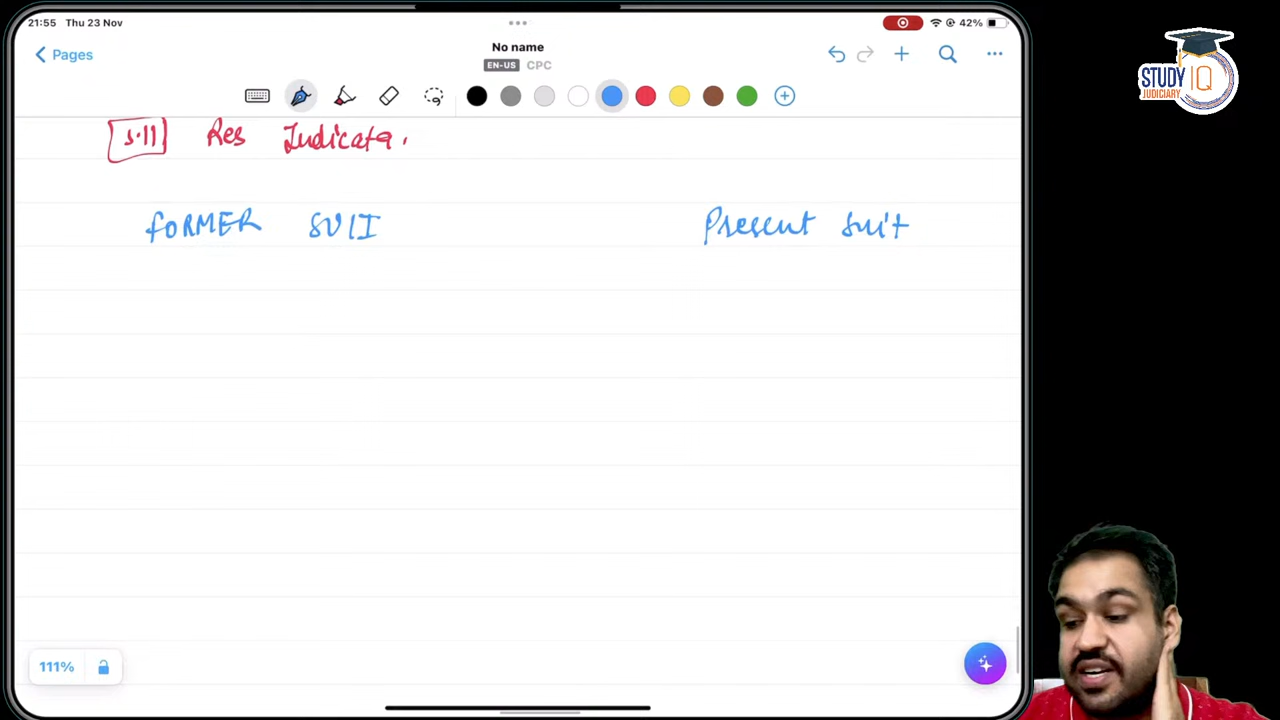 21:55 Thu 23 Nov 42%
Pages No name
EN-US CPC
STUDY IQ
JUDICIARY
S.11 Res Judicata.
FORMER SUIT Present Suit
111%